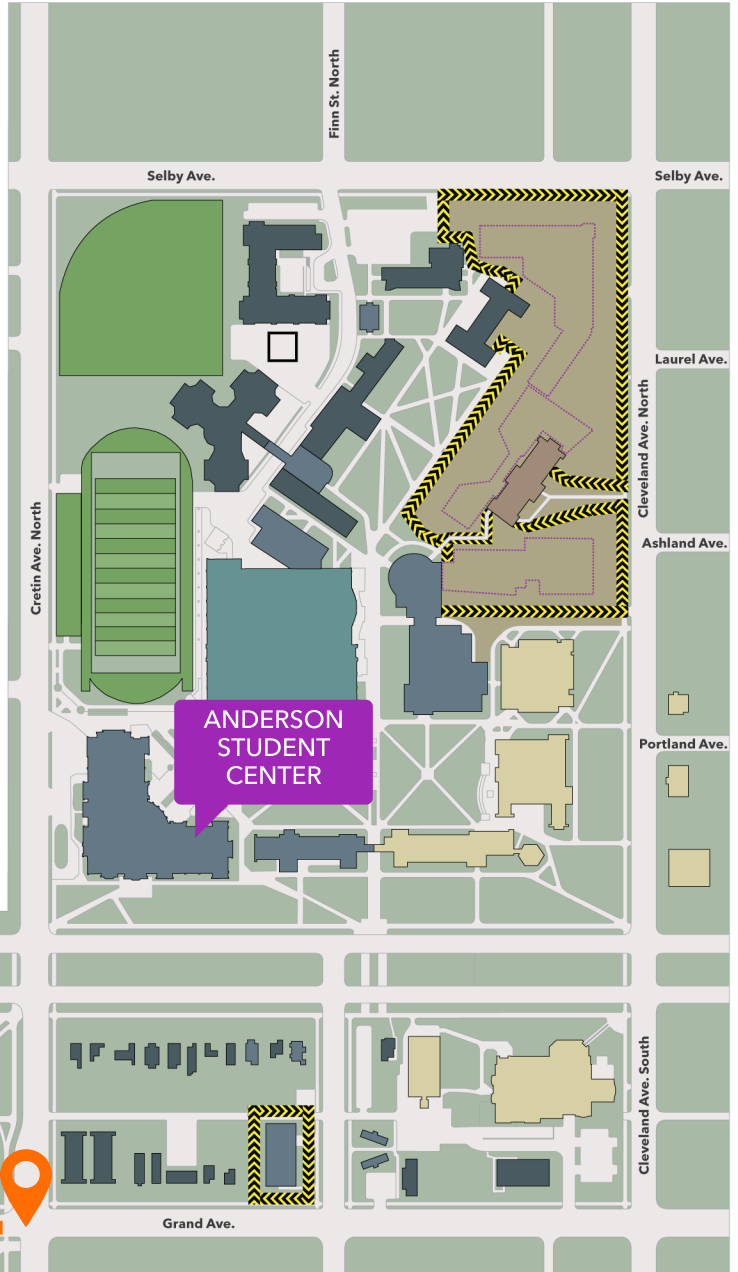 Finn St. North
Selby Ave.
Selby Ave.
Laurel Ave.
Cleveland Ave. North
Cretin Ave. North
Ashland Ave.
ANDERSON
STUDENT
CENTER
Portland Ave.
Cleveland Ave. South
Grand Ave.